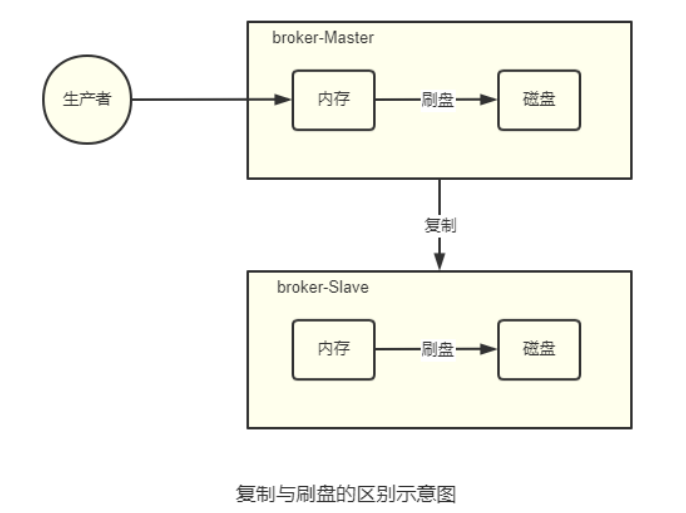 broker-Master
生产者
内存
刷盘
磁盘
复制
broker-Slave
内存
刷盘
磁盘
复制与刷盘的区别示意图